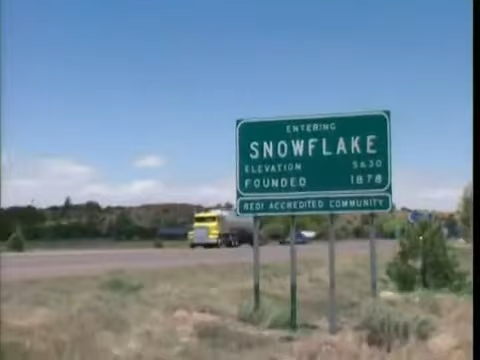 ENTERING
SNOWFLAKE
ELEVATION 5630
FOUNDED 1878
REDI ACCREDITED COMMUNITY